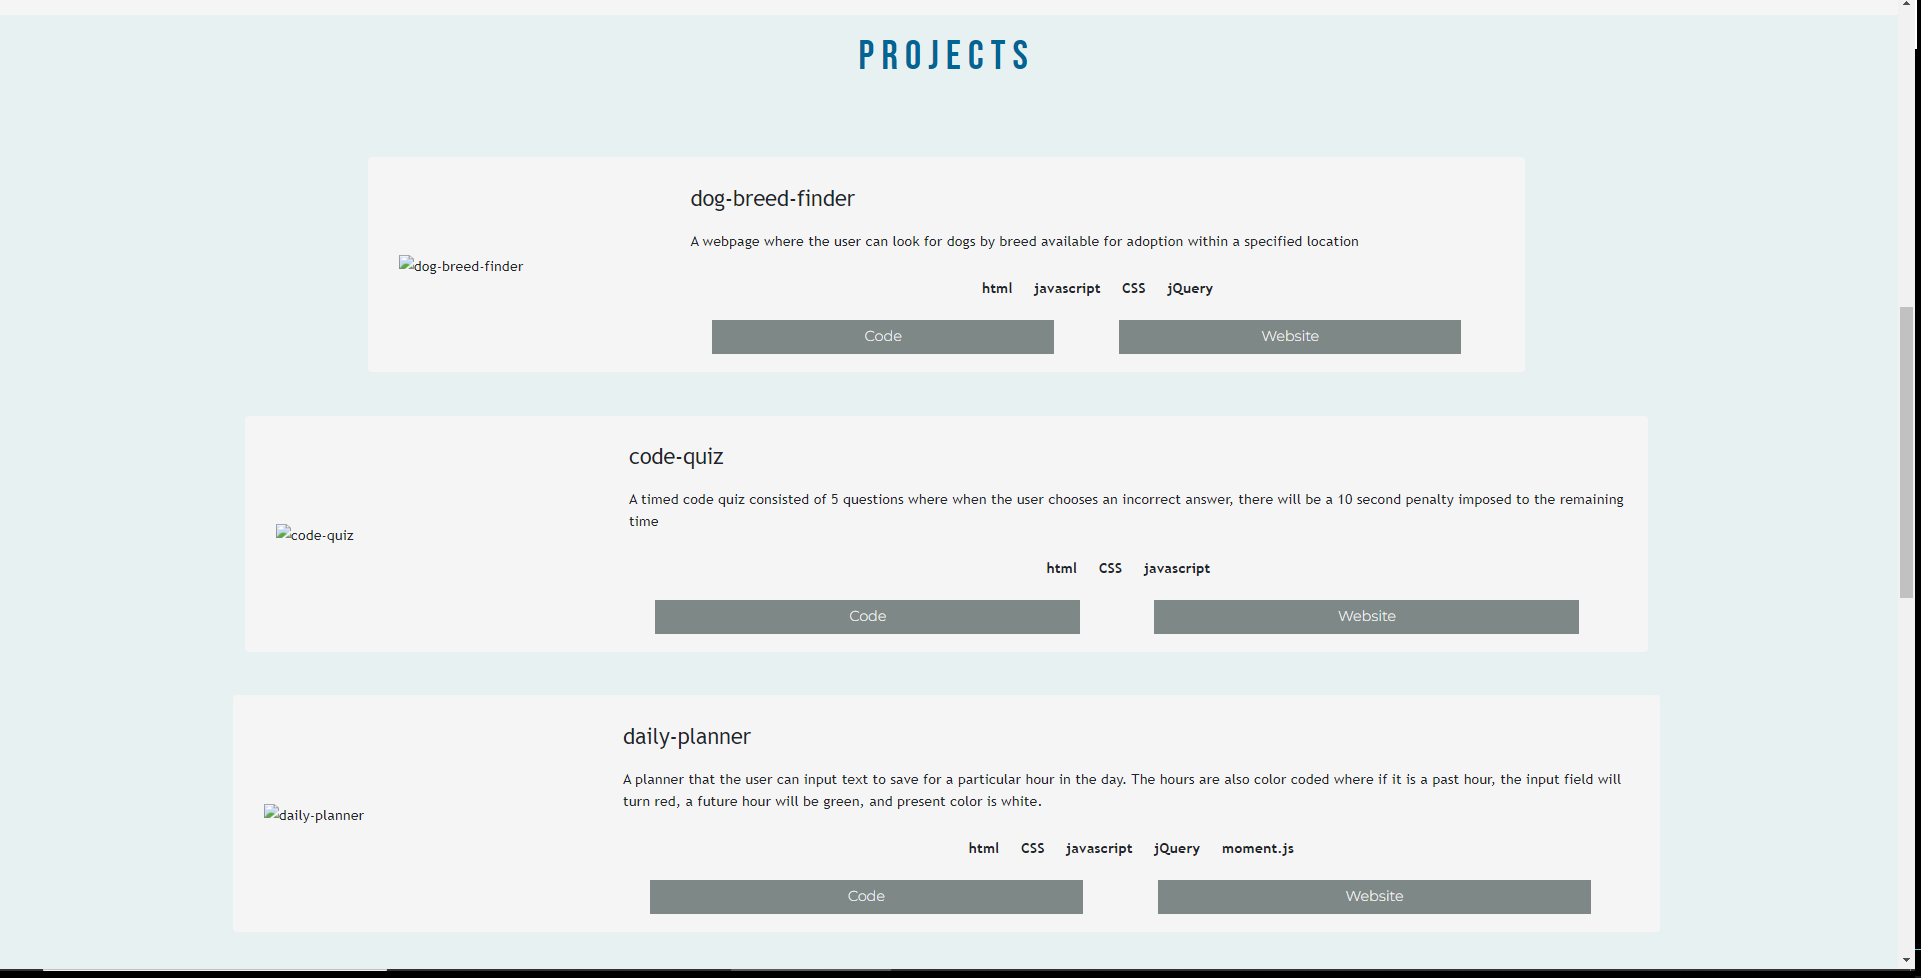 PROJECTS
dog-breed-finder
A webpage where the user can look for dogs by breed available for adoption within a specified location
dog-breed-finder
html javascript CSS jQuery
Code Website
code-quiz
A timed code quiz consisted of 5 questions where when the user chooses an incorrect answer, there will be a 10 second penalty imposed to the remaining
time
code-quiz
html CSS javascript
Code Website
daily-planner
A planner that the user can input text to save for a particular hour in the day. The hours are also color coded where if it is a past hour, the input field will
turn red, a future hour will be green, and present color is white.
daily-planner
html CSS javascript jQuery moment.js
Code Website